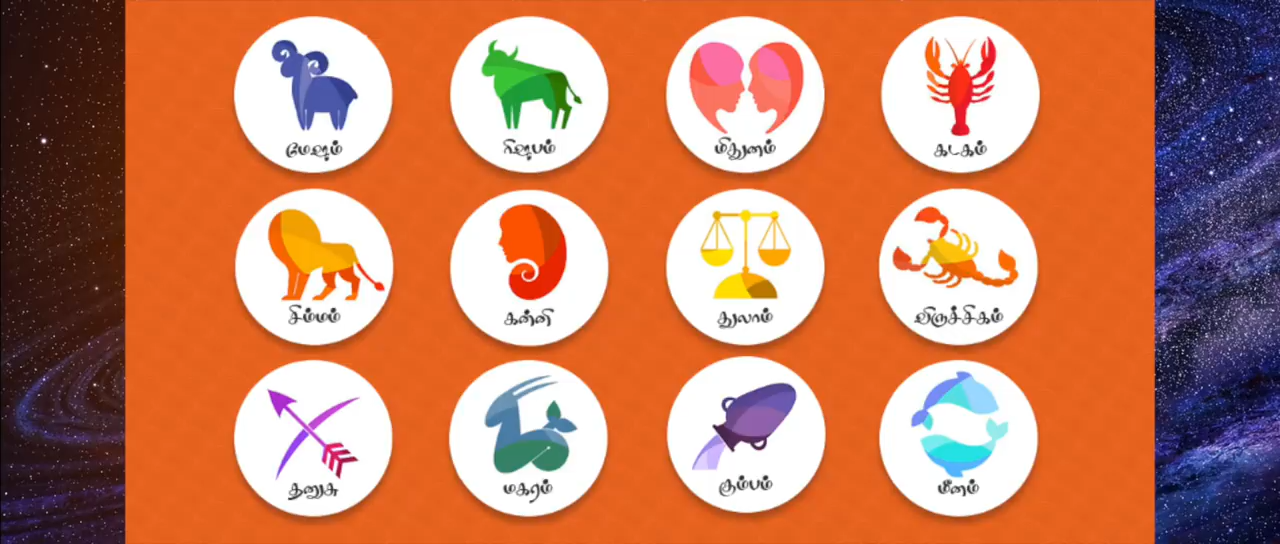 மேஷம்
ரிஷபம்
மிதுனம்
கடகம்
சிம்மம்
கன்னி
துலாம்
விருச்சிகம்
தனுசு
மகரம்
கும்பம்
மீனம்